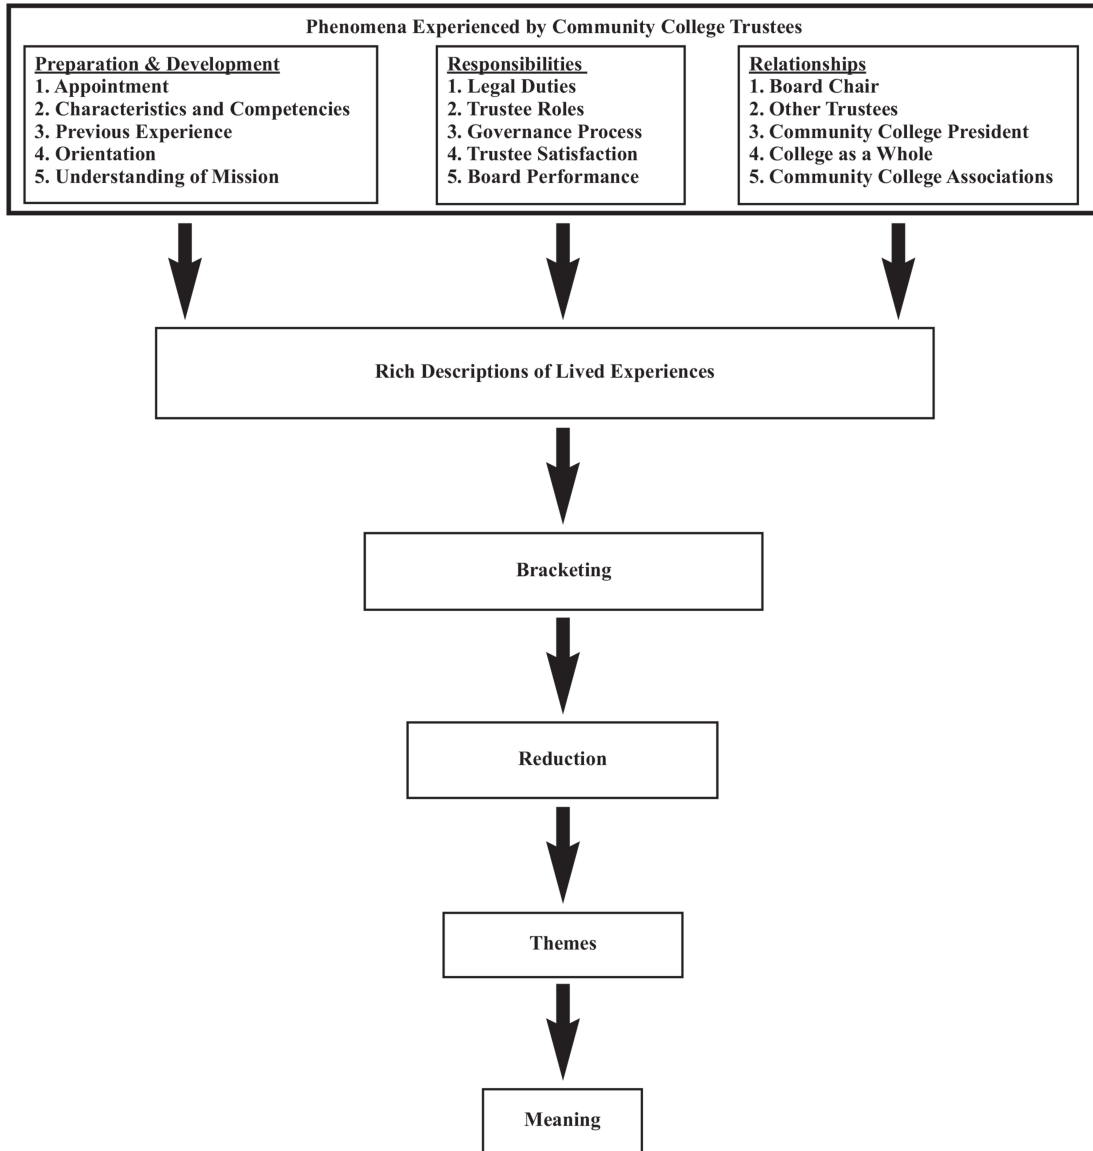 Phenomena Experienced by Community College Trustees
Preparation & Development
1. Appointment
2. Characteristics and Competencies
3. Previous Experience
4. Orientation
5. Understanding of Mission
Responsibilities
1. Legal Duties
2. Trustee Roles
3. Governance Process
4. Trustee Satisfaction
5. Board Performance
Relationships
1. Board Chair
2. Other Trustees
3. Community College President
4. College as a Whole
5. Community College Associations
Rich Descriptions of Lived Experiences
Bracketing
Reduction
Themes
Meaning